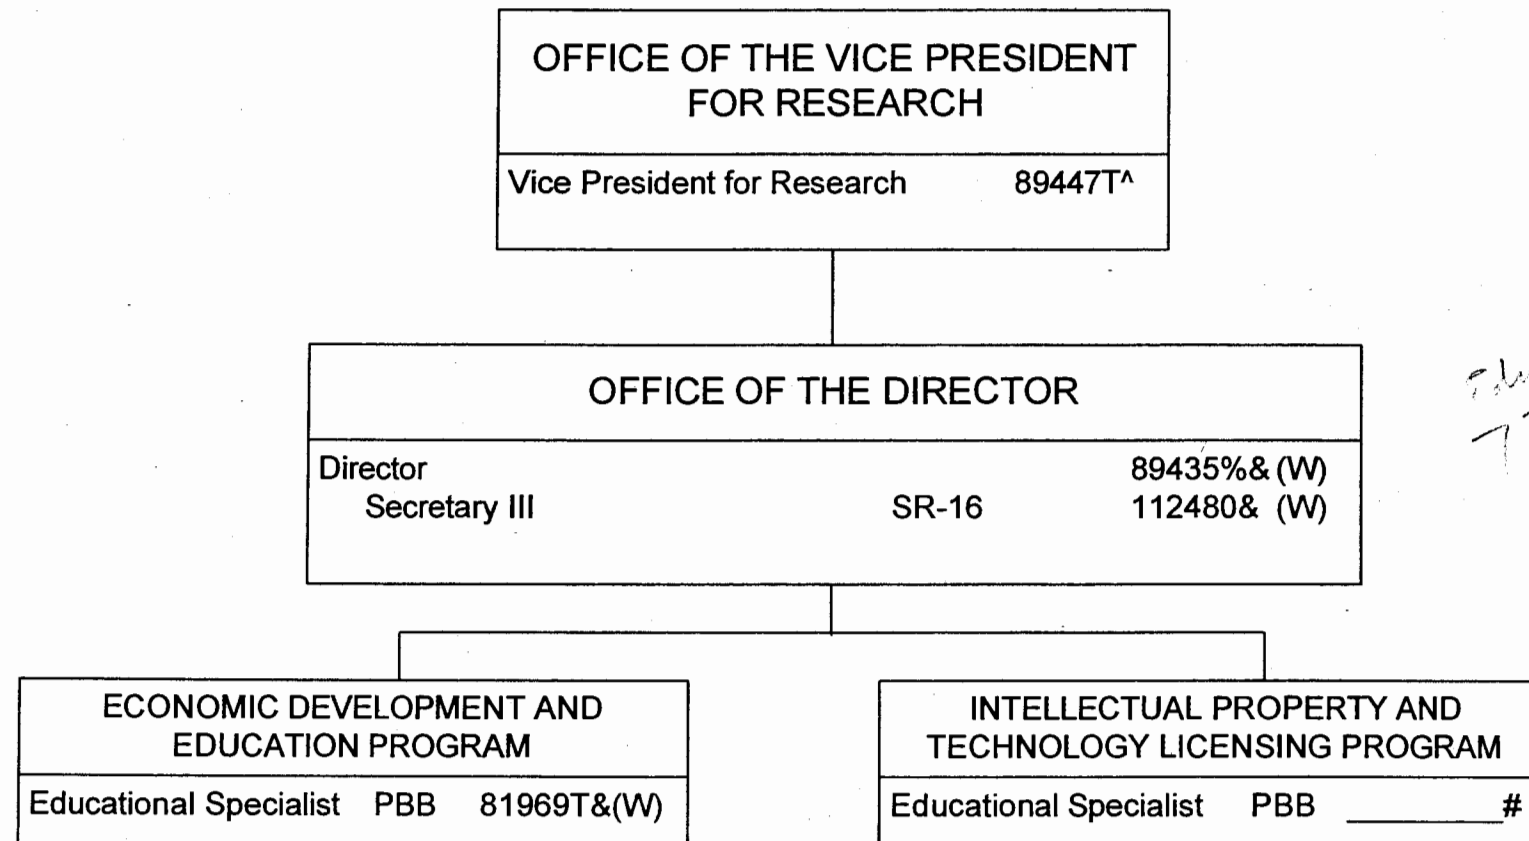 OFFICE OF THE VICE PRESIDENT
FOR RESEARCH
Vice President for Research 89447T^
OFFICE OF THE DIRECTOR
Director 89435%& (W)
Secretary III SR-16 112480& (W)
ECONOMIC DEVELOPMENT AND
EDUCATION PROGRAM
Educational Specialist PBB 81969T&(W)
INTELLECTUAL PROPERTY AND
TECHNOLOGY LICENSING PROGRAM
Educational Specialist PBB ________#